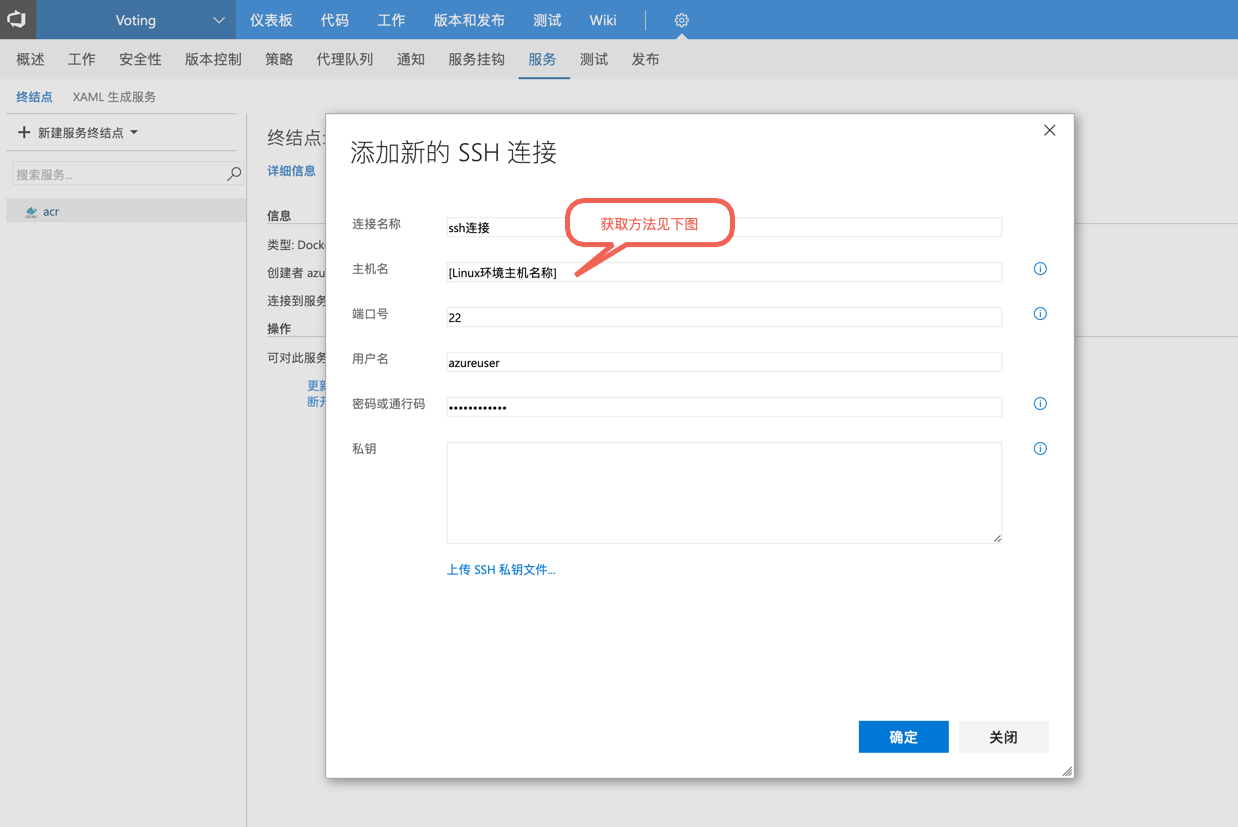 Voting 仪表板 代码 工作 版本和发布 测试 Wiki
概述 工作 安全性 版本控制 策略 代理队列 通知 服务挂钩 服务 测试 发布
终结点 XAML 生成服务
新建服务终结点
搜索服务...
acr
终结点:
详细信息
信息
类型: Docke
创建者 azu
连接到服务
操作
可对此服务
更新
断开
添加新的 SSH 连接
连接名称 ssh连接
获取方法见下图
主机名 [Linux环境主机名称]
端口号 22
用户名 azureuser
密码或通行码 ••••••••••••
私钥
上传 SSH 私钥文件...
确定 关闭